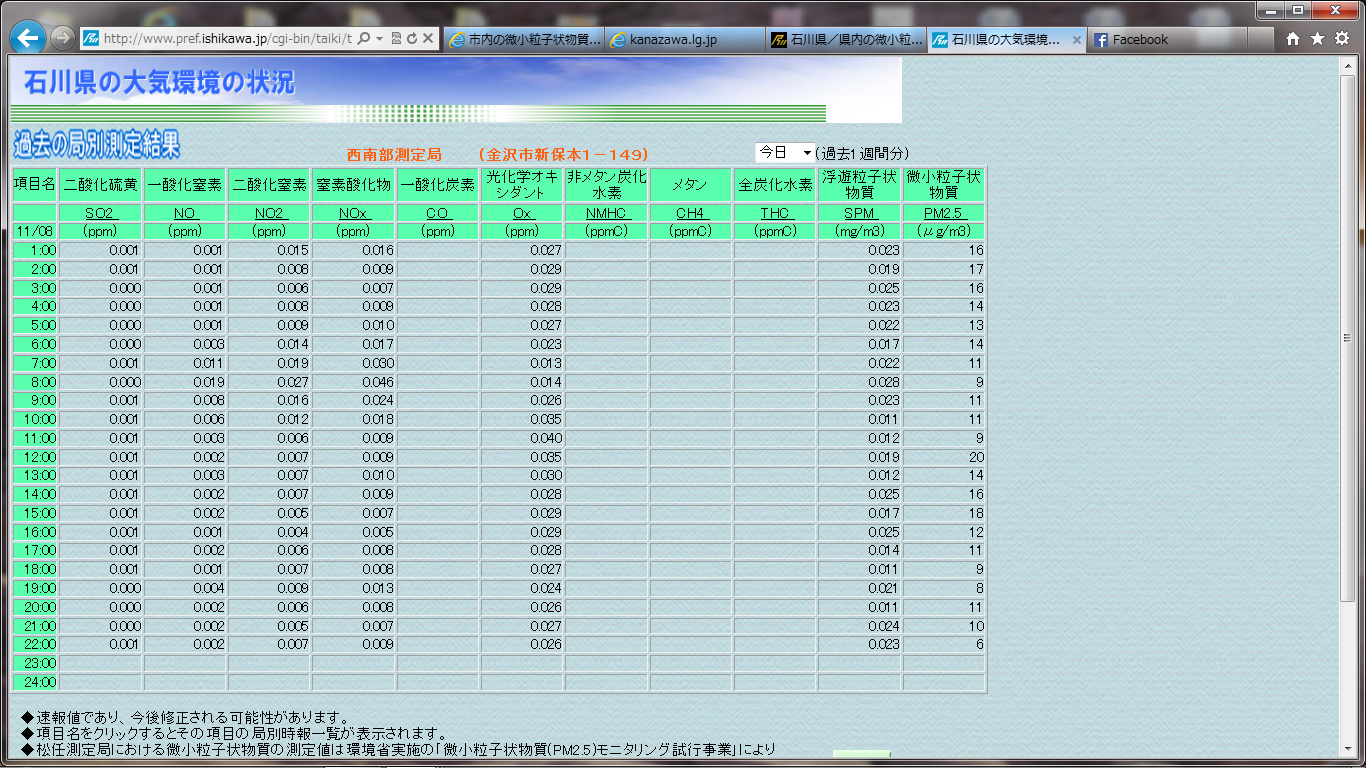 http://www.pref.ishikawa.jp/cgi-bin/taiki/t
市内の微小粒子状物質...
kanazawa.lg.jp
石川県／県内の微小粒...
石川県の大気環境...
Facebook
石川県の大気環境の状況
過去の局別測定結果
西南部測定局 (金沢市新保本1－149)
今日 (過去1週間分)
項目名 二酸化硫黄 一酸化窒素 二酸化窒素 窒素酸化物 一酸化炭素 光化学オキシダント 非メタン炭化水素 メタン 全炭化水素 浮遊粒子状物質 微小粒子状物質
SO2 NO NO2 NOx CO Ox NMHC CH4 THC SPM PM2.5
11/08 (ppm) (ppm) (ppm) (ppm) (ppm) (ppm) (ppmC) (ppmC) (ppmC) (mg/m3) (μg/m3)
1:00 0.001 0.001 0.015 0.016 0.027 0.023 16
2:00 0.001 0.001 0.008 0.009 0.029 0.019 17
3:00 0.000 0.001 0.006 0.007 0.029 0.025 16
4:00 0.000 0.001 0.008 0.009 0.028 0.023 14
5:00 0.000 0.001 0.009 0.010 0.027 0.022 13
6:00 0.000 0.003 0.014 0.017 0.023 0.017 14
7:00 0.001 0.011 0.019 0.030 0.013 0.022 11
8:00 0.000 0.019 0.027 0.046 0.014 0.028 9
9:00 0.001 0.008 0.016 0.024 0.026 0.023 11
10:00 0.001 0.006 0.012 0.018 0.035 0.011 11
11:00 0.001 0.003 0.006 0.009 0.040 0.012 9
12:00 0.001 0.002 0.007 0.009 0.035 0.019 20
13:00 0.001 0.003 0.007 0.010 0.030 0.012 14
14:00 0.001 0.002 0.007 0.009 0.028 0.025 16
15:00 0.001 0.002 0.005 0.007 0.029 0.017 18
16:00 0.001 0.001 0.004 0.005 0.029 0.025 12
17:00 0.001 0.002 0.006 0.008 0.028 0.014 11
18:00 0.001 0.001 0.007 0.008 0.027 0.011 9
19:00 0.000 0.004 0.009 0.013 0.024 0.021 8
20:00 0.000 0.002 0.006 0.008 0.026 0.011 11
21:00 0.000 0.002 0.005 0.007 0.027 0.024 10
22:00 0.001 0.002 0.007 0.009 0.026 0.023 6
23:00
24:00
◆速報値であり、今後修正される可能性があります。
◆項目名をクリックするとその項目の局別時報一覧が表示されます。
◆松任測定局における微小粒子状物質の測定値は環境省実施の「微小粒子状物質(PM2.5)モニタリング試行事業」により